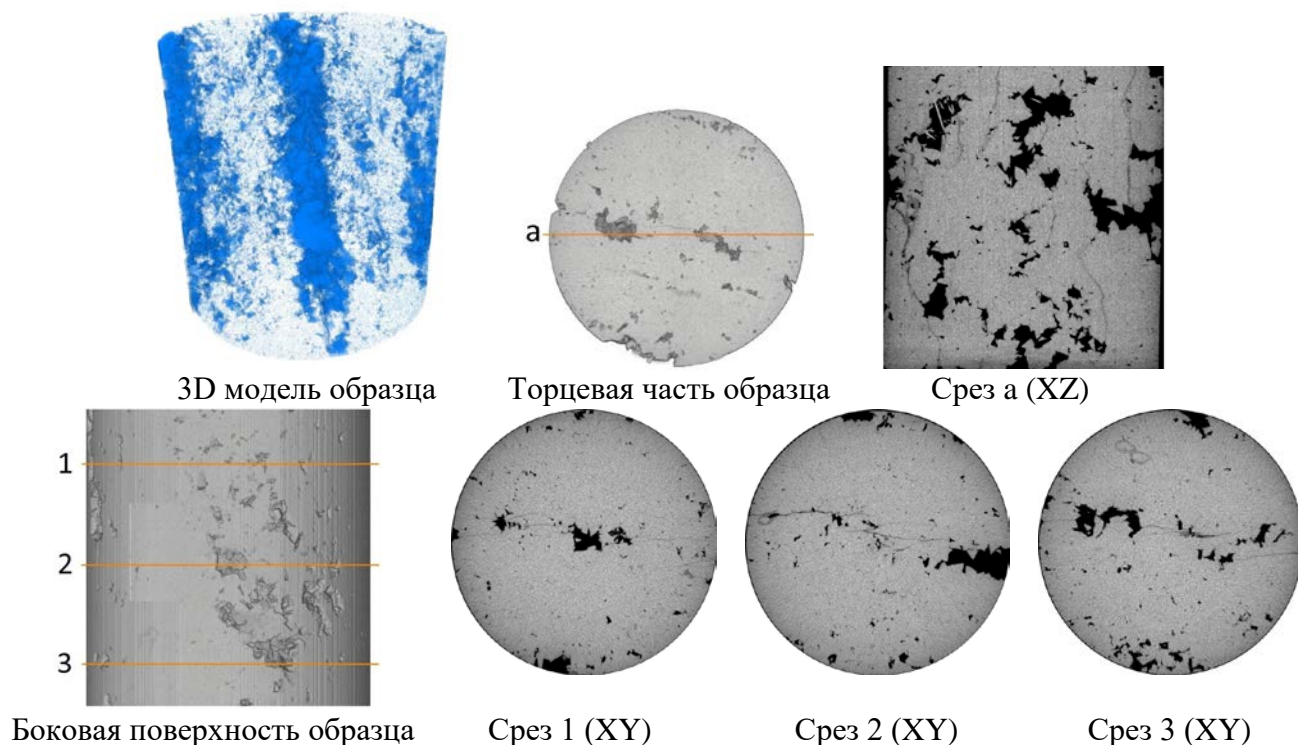 a
3D модель образца
Торцевая часть образца
Срез a (XZ)
1
2
3
Боковая поверхность образца
Срез 1 (XY)
Срез 2 (XY)
Срез 3 (XY)